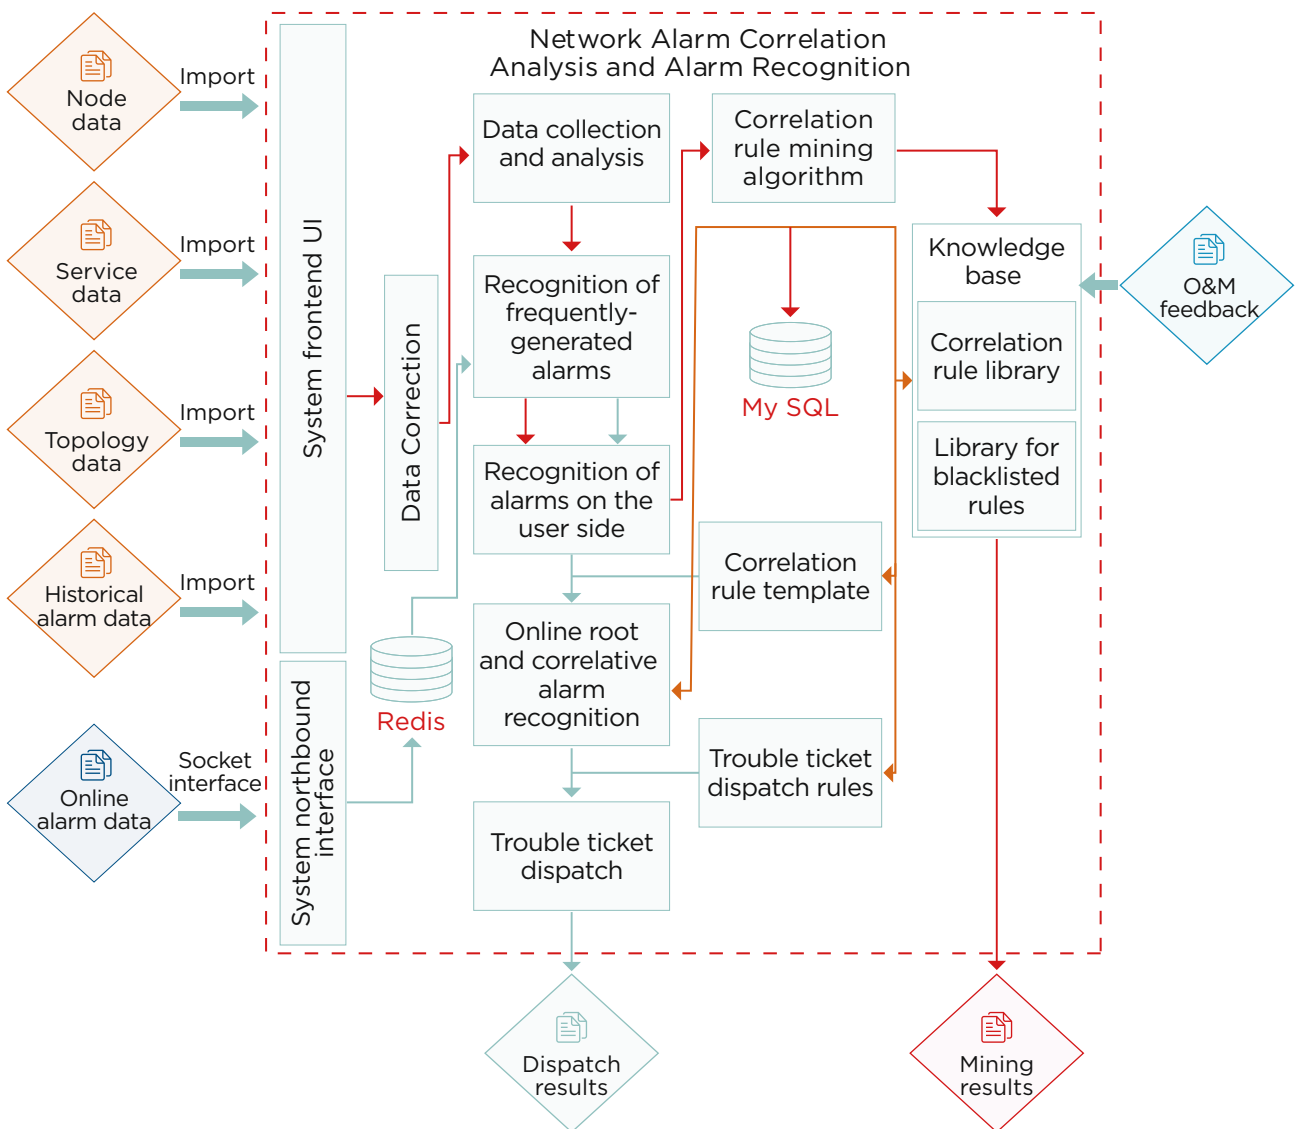 Network Alarm Correlation
Analysis and Alarm Recognition
Node
data
Import
Service
data
Import
Topology
data
Import
Historical
alarm data
Import
Online
alarm data
Socket
interface
System frontend UI
System northbound
interface
Data Correction
Redis
Data collection
and analysis
Recognition of
frequently-
generated
alarms
Recognition of
alarms on the
user side
Online root
and correlative
alarm
recognition
Trouble ticket
dispatch
Correlation
rule mining
algorithm
My SQL
Correlation
rule template
Trouble ticket
dispatch rules
Knowledge
base
Correlation
rule library
Library for
blacklisted
rules
O&M
feedback
Dispatch
results
Mining
results